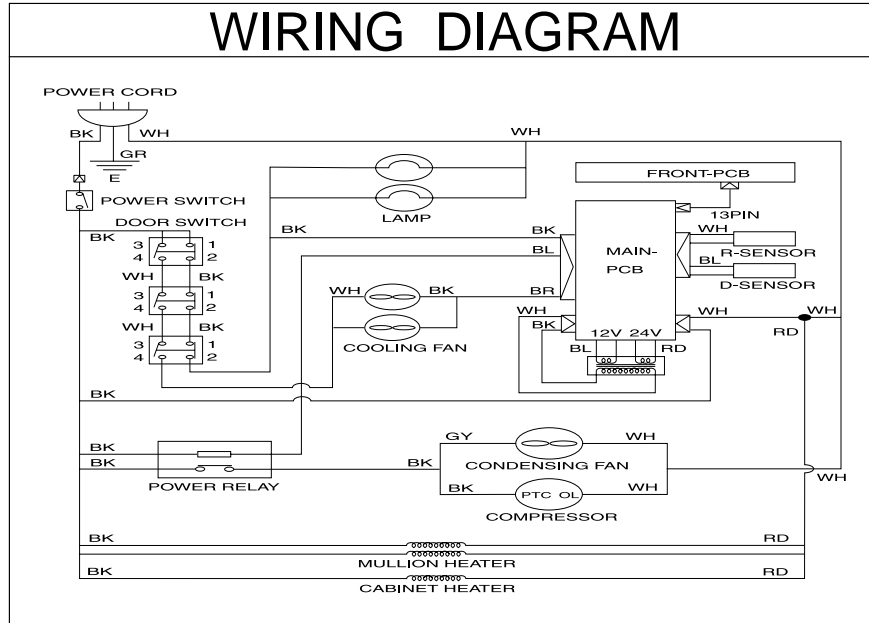 WIRING DIAGRAM
POWER CORD
BK WH WH
GR
E
FRONT-PCB
POWER SWITCH
LAMP
13PIN
DOOR SWITCH
BK BK BK WH
3 1
4 2
BL
MAIN-
PCB
R-SENSOR
BL
D-SENSOR
WH BK
3 1
4 2
WH BK BR
WH BK
COOLING FAN
WH
BK
12V 24V
WH WH
RD
3 1
4 2
BL RD
BK
BK
BK
POWER RELAY
GY WH
CONDENSING FAN
BK
WH
BK PTC OL WH
COMPRESSOR
BK RD
MULLION HEATER
BK RD
CABINET HEATER